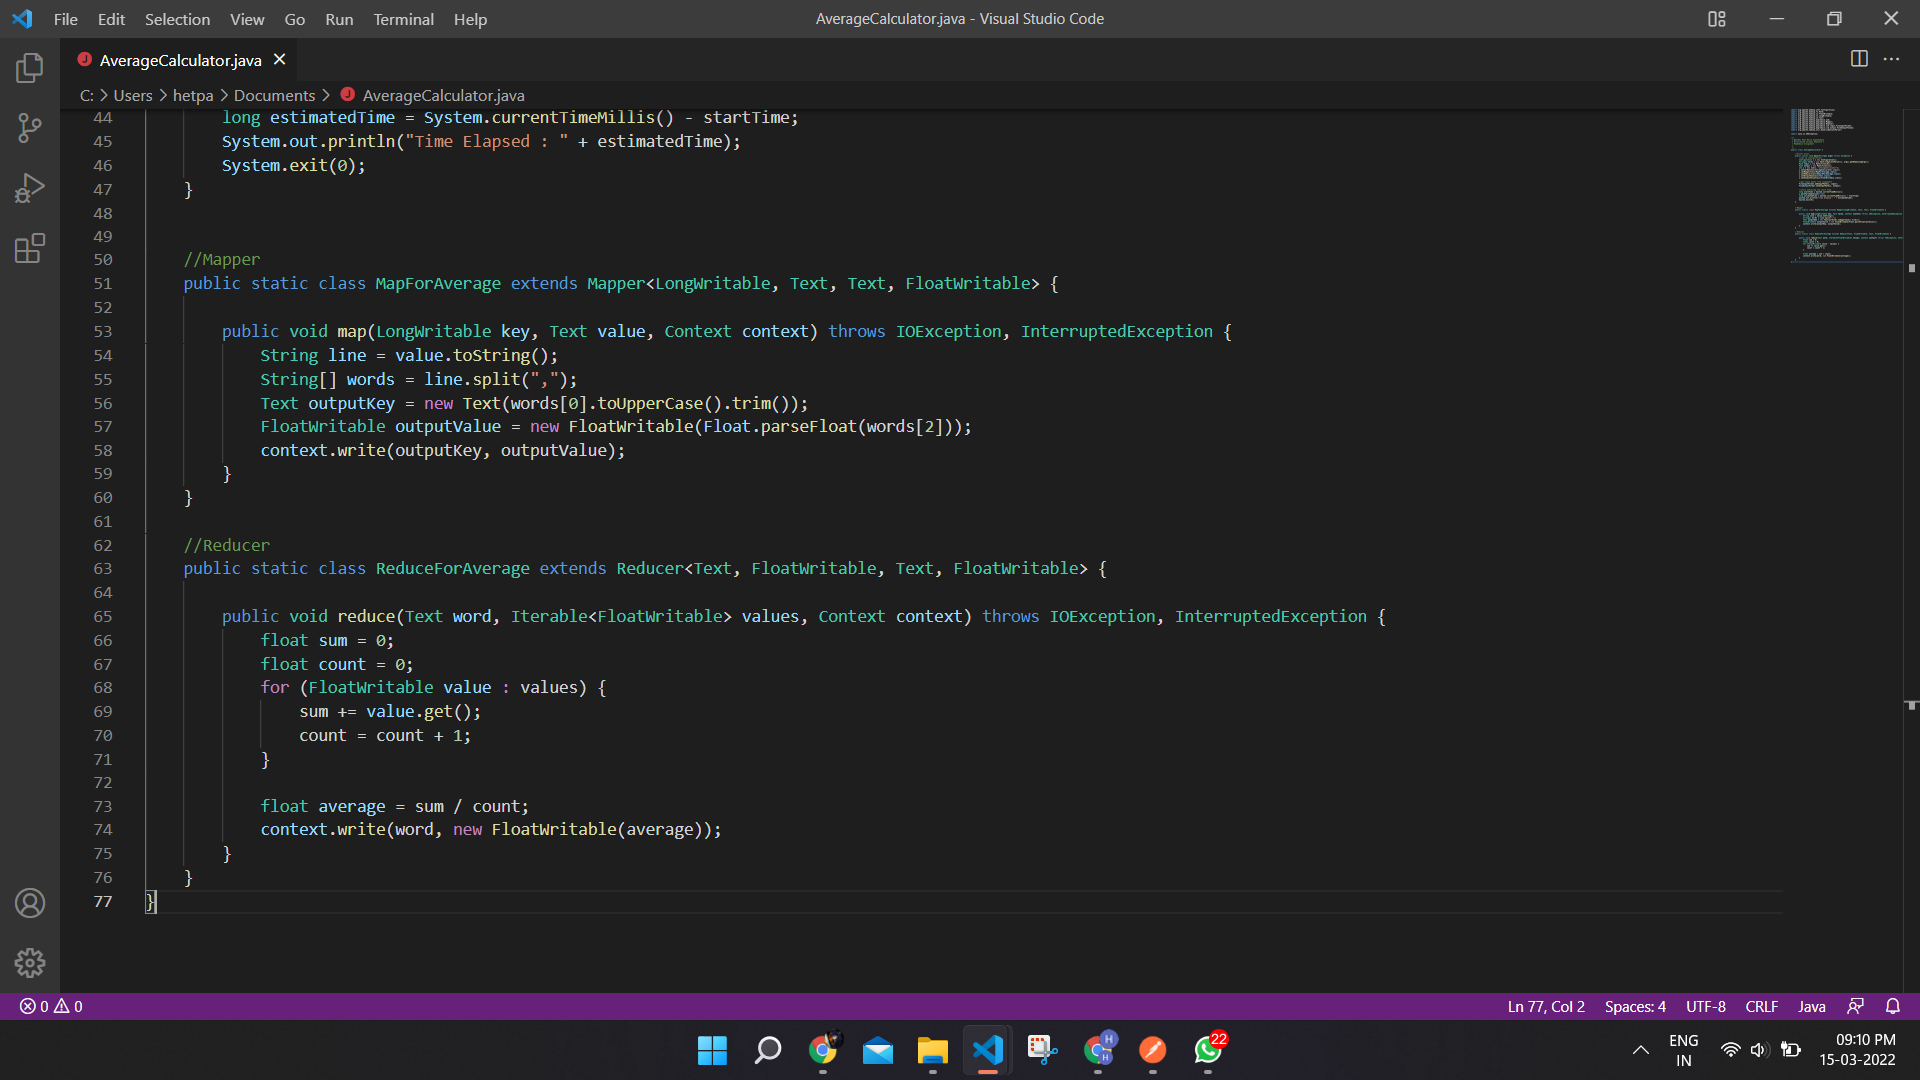 File Edit Selection View Go Run Terminal Help
AverageCalculator.java - Visual Studio Code
AverageCalculator.java
C: > Users > hetpa > Documents > AverageCalculator.java
44 long estimatedTime = System.currentTimeMillis() - startTime;
45 System.out.println("Time Elapsed : " + estimatedTime);
46 System.exit(0);
47 }
48
49
50 //Mapper
51 public static class MapForAverage extends Mapper<LongWritable, Text, Text, FloatWritable> {
52
53 public void map(LongWritable key, Text value, Context context) throws IOException, InterruptedException {
54 String line = value.toString();
55 String[] words = line.split(",");
56 Text outputKey = new Text(words[0].toUpperCase().trim());
57 FloatWritable outputValue = new FloatWritable(Float.parseFloat(words[2]));
58 context.write(outputKey, outputValue);
59 }
60 }
61
62 //Reducer
63 public static class ReduceForAverage extends Reducer<Text, FloatWritable, Text, FloatWritable> {
64
65 public void reduce(Text word, Iterable<FloatWritable> values, Context context) throws IOException, InterruptedException {
66 float sum = 0;
67 float count = 0;
68 for (FloatWritable value : values) {
69 sum += value.get();
70 count = count + 1;
71 }
72
73 float average = sum / count;
74 context.write(word, new FloatWritable(average));
75 }
76 }
77 }
0 0
Ln 77, Col 2 Spaces: 4 UTF-8 CRLF Java
H
H
22
ENG
IN
09:10 PM
15-03-2022